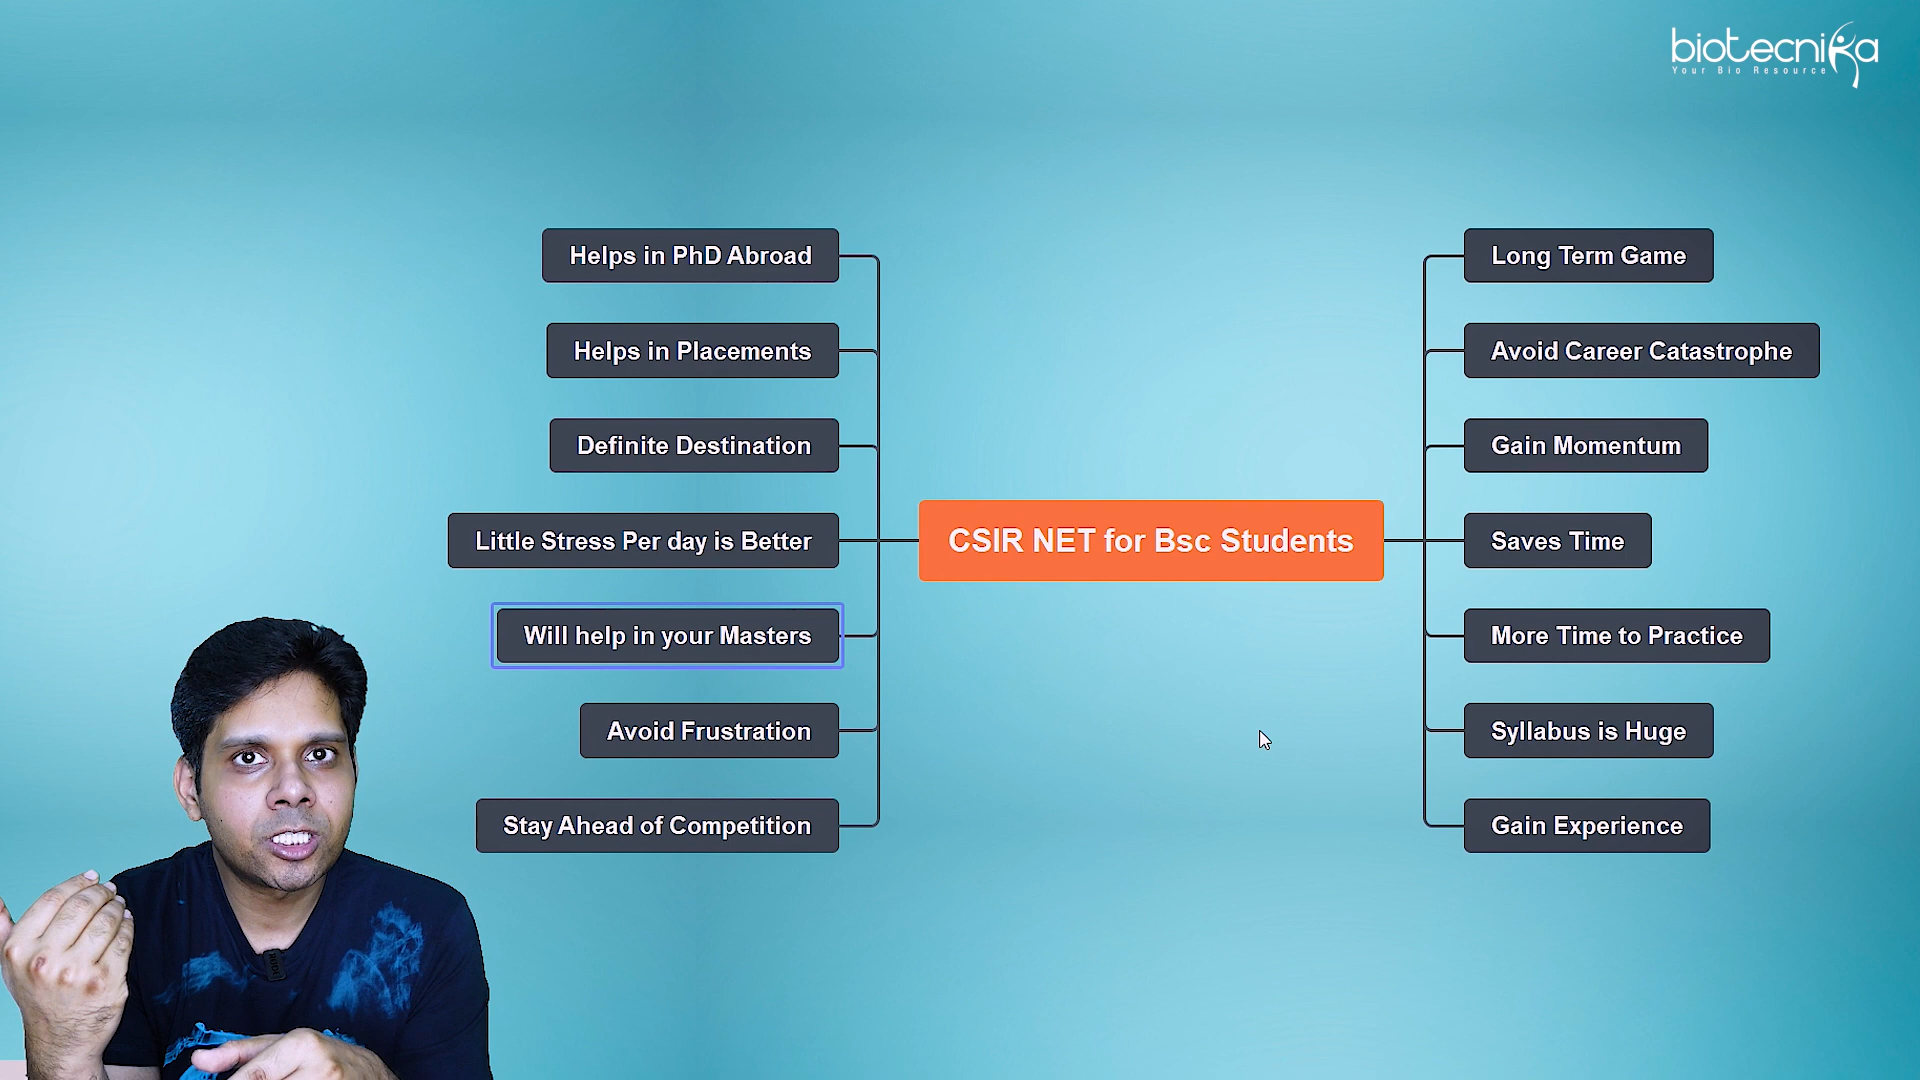 biotecnika
Your Bio Resource
Helps in PhD Abroad
Helps in Placements
Definite Destination
Little Stress Per day is Better
Will help in your Masters
Avoid Frustration
Stay Ahead of Competition
CSIR NET for Bsc Students
Long Term Game
Avoid Career Catastrophe
Gain Momentum
Saves Time
More Time to Practice
Syllabus is Huge
Gain Experience